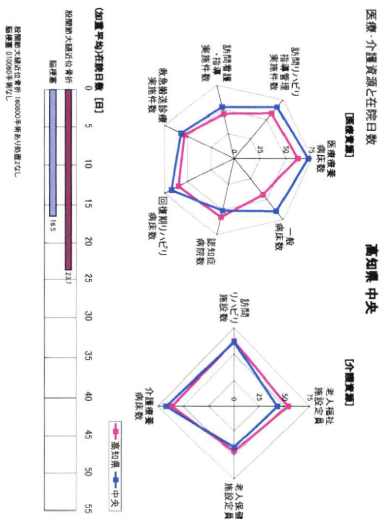 医療・介護資源と在院日数
高知県 中央
[医療資源]
医療療養
病床数
一般
病床数
認知症
病院数
回復期リハビリ
病床数
救急搬送診療
実施件数
訪問看護
・指導
実施件数
訪問リハビリ
指導管理
実施件数
25
50
75
[介護資源]
老人福祉
施設定員
老人保健
施設定員
介護療養
病床数
訪問
リハビリ
施設数
0
25
50
75
高知県
中央
(加重平均)在院日数 [日]
0
5
10
15
20
25
30
35
40
45
50
55
股関節大腿近位骨折
23.7
脳梗塞
16.5
股関節大腿近位骨折 160800手術あり処置2なし
脳梗塞 010060手術なし